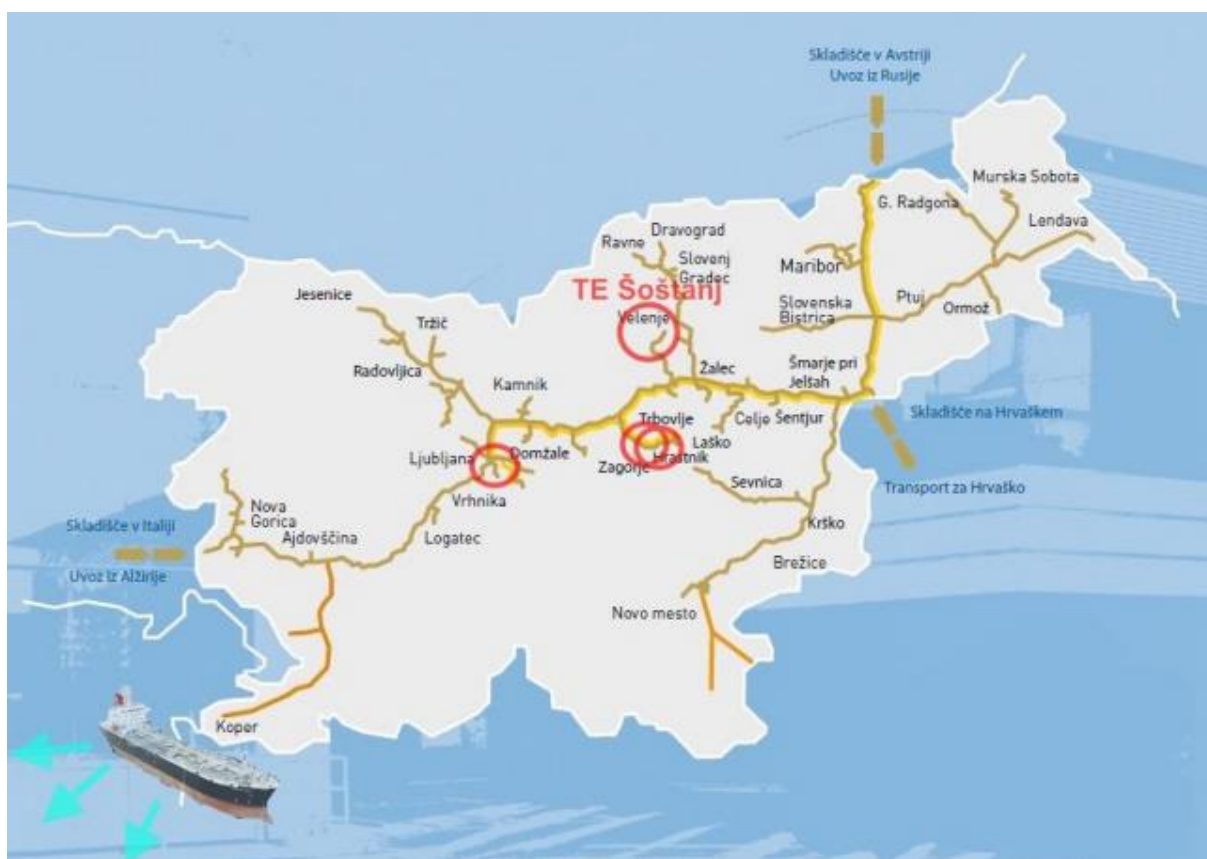 Skladišče v Avstriji
Uvoz iz Rusije
Murska Sobota
G. Radgona
Lendava
Dravograd
Ravne
Slovenj
Gradec
Maribor
TE Šoštanj
Jesenice
Velenje
Slovenska
Bistrica
Ptuj
Ormož
Tržič
Radovljica
Kamnik
Žalec
Šmarje pri
Jelšah
Trbovlje
Celje
Šentjur
Skladišče na Hrvaškem
Ljubljana
Domžale
Laško
Hrastnik
Zagorje
Sevnica
Transport za Hrvaško
Vrhnika
Nova
Gorica
Skladišče v Italiji
Ajdovščina
Logatec
Krško
Uvoz iz Alžirije
Brežice
Novo mesto
Koper